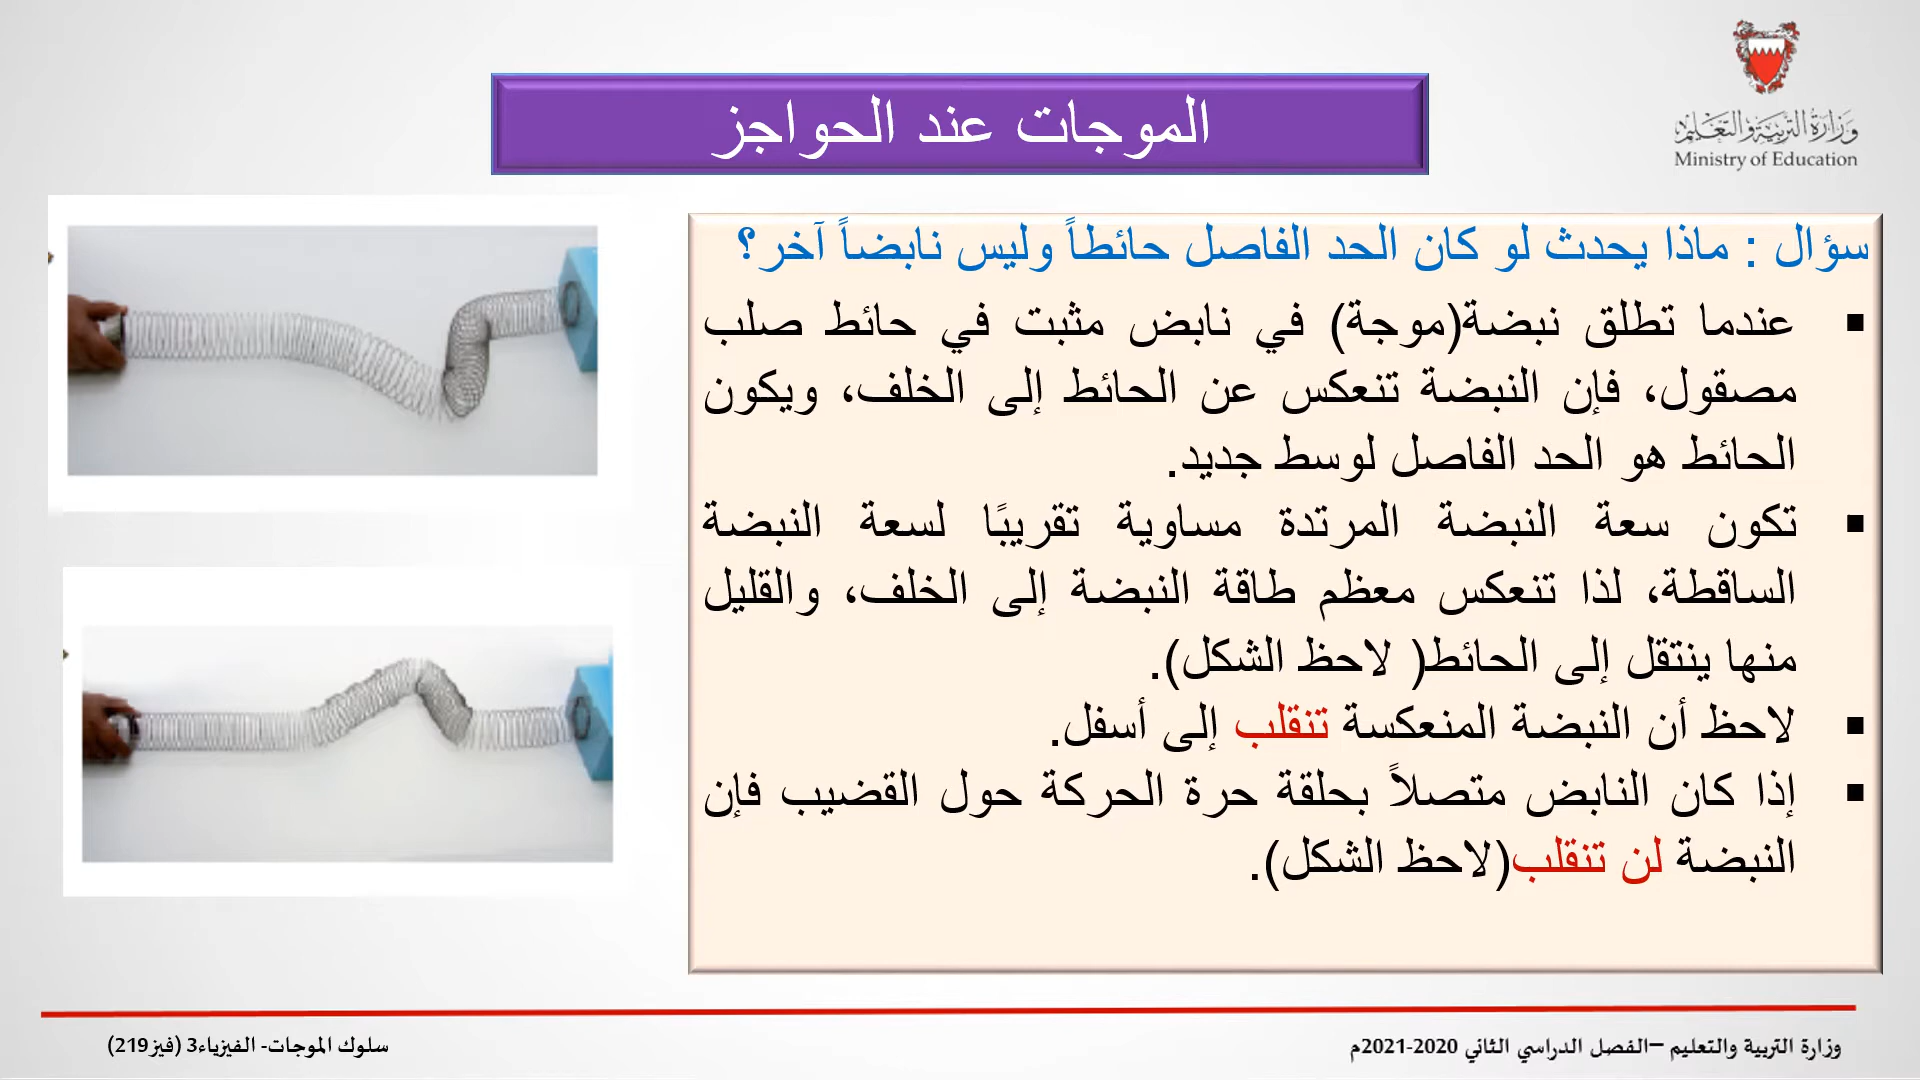 وزارة التربية والتعليم
Ministry of Education
الموجات عند الحواجز
سؤال : ماذا يحدث لو كان الحد الفاصل حائطاً وليس نابضاً آخر؟
▪ عندما تطلق نبضة(موجة) في نابض مثبت في حائط صلب
مصقول، فإن النبضة تنعكس عن الحائط إلى الخلف، ويكون
الحائط هو الحد الفاصل لوسط جديد.
▪ تكون سعة النبضة المرتدة مساوية تقريبًا لسعة النبضة
الساقطة، لذا تنعكس معظم طاقة النبضة إلى الخلف، والقليل
منها ينتقل إلى الحائط( لاحظ الشكل).
▪ لاحظ أن النبضة المنعكسة تنقلب إلى أسفل.
▪ إذا كان النابض متصلاً بحلقة حرة الحركة حول القضيب فإن
النبضة لن تنقلب(لاحظ الشكل).
وزارة التربية والتعليم –الفصل الدراسي الثاني 2020-2021م
سلوك الموجات- الفيزياء3 (فيز219)